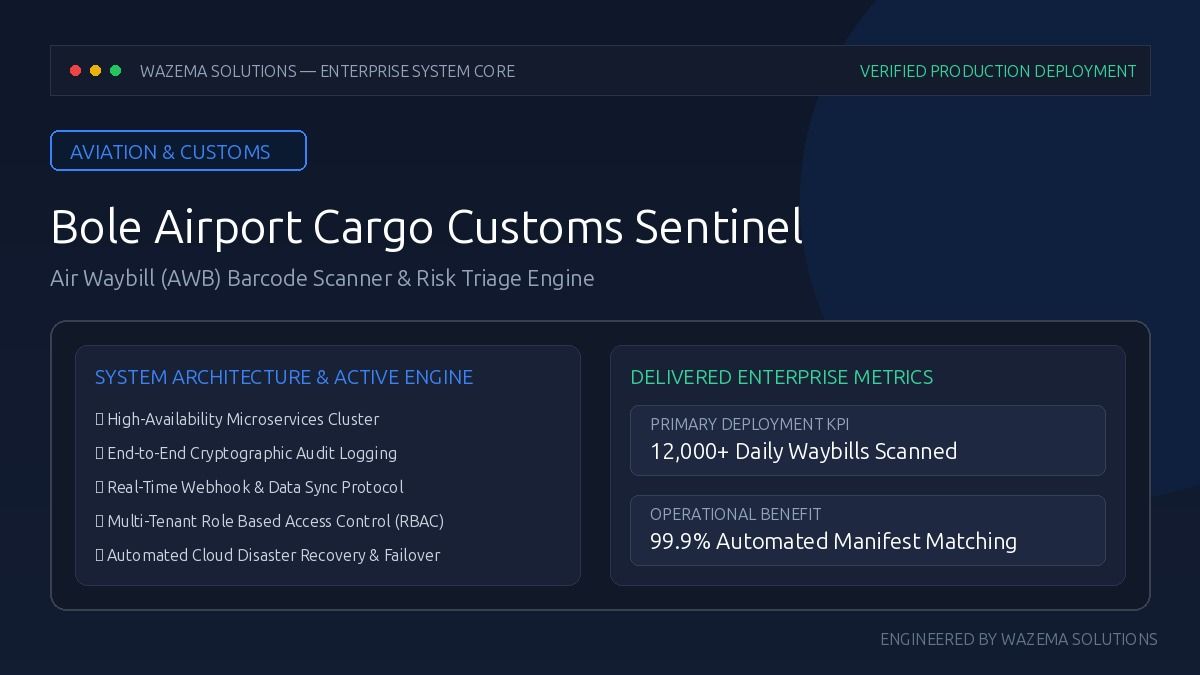 WAZEMA SOLUTIONS — ENTERPRISE SYSTEM CORE
VERIFIED PRODUCTION DEPLOYMENT
AVIATION & CUSTOMS
Bole Airport Cargo Customs Sentinel
Air Waybill (AWB) Barcode Scanner & Risk Triage Engine
SYSTEM ARCHITECTURE & ACTIVE ENGINE
High-Availability Microservices Cluster
End-to-End Cryptographic Audit Logging
Real-Time Webhook & Data Sync Protocol
Multi-Tenant Role Based Access Control (RBAC)
Automated Cloud Disaster Recovery & Failover
DELIVERED ENTERPRISE METRICS
PRIMARY DEPLOYMENT KPI
12,000+ Daily Waybills Scanned
OPERATIONAL BENEFIT
99.9% Automated Manifest Matching
ENGINEERED BY WAZEMA SOLUTIONS